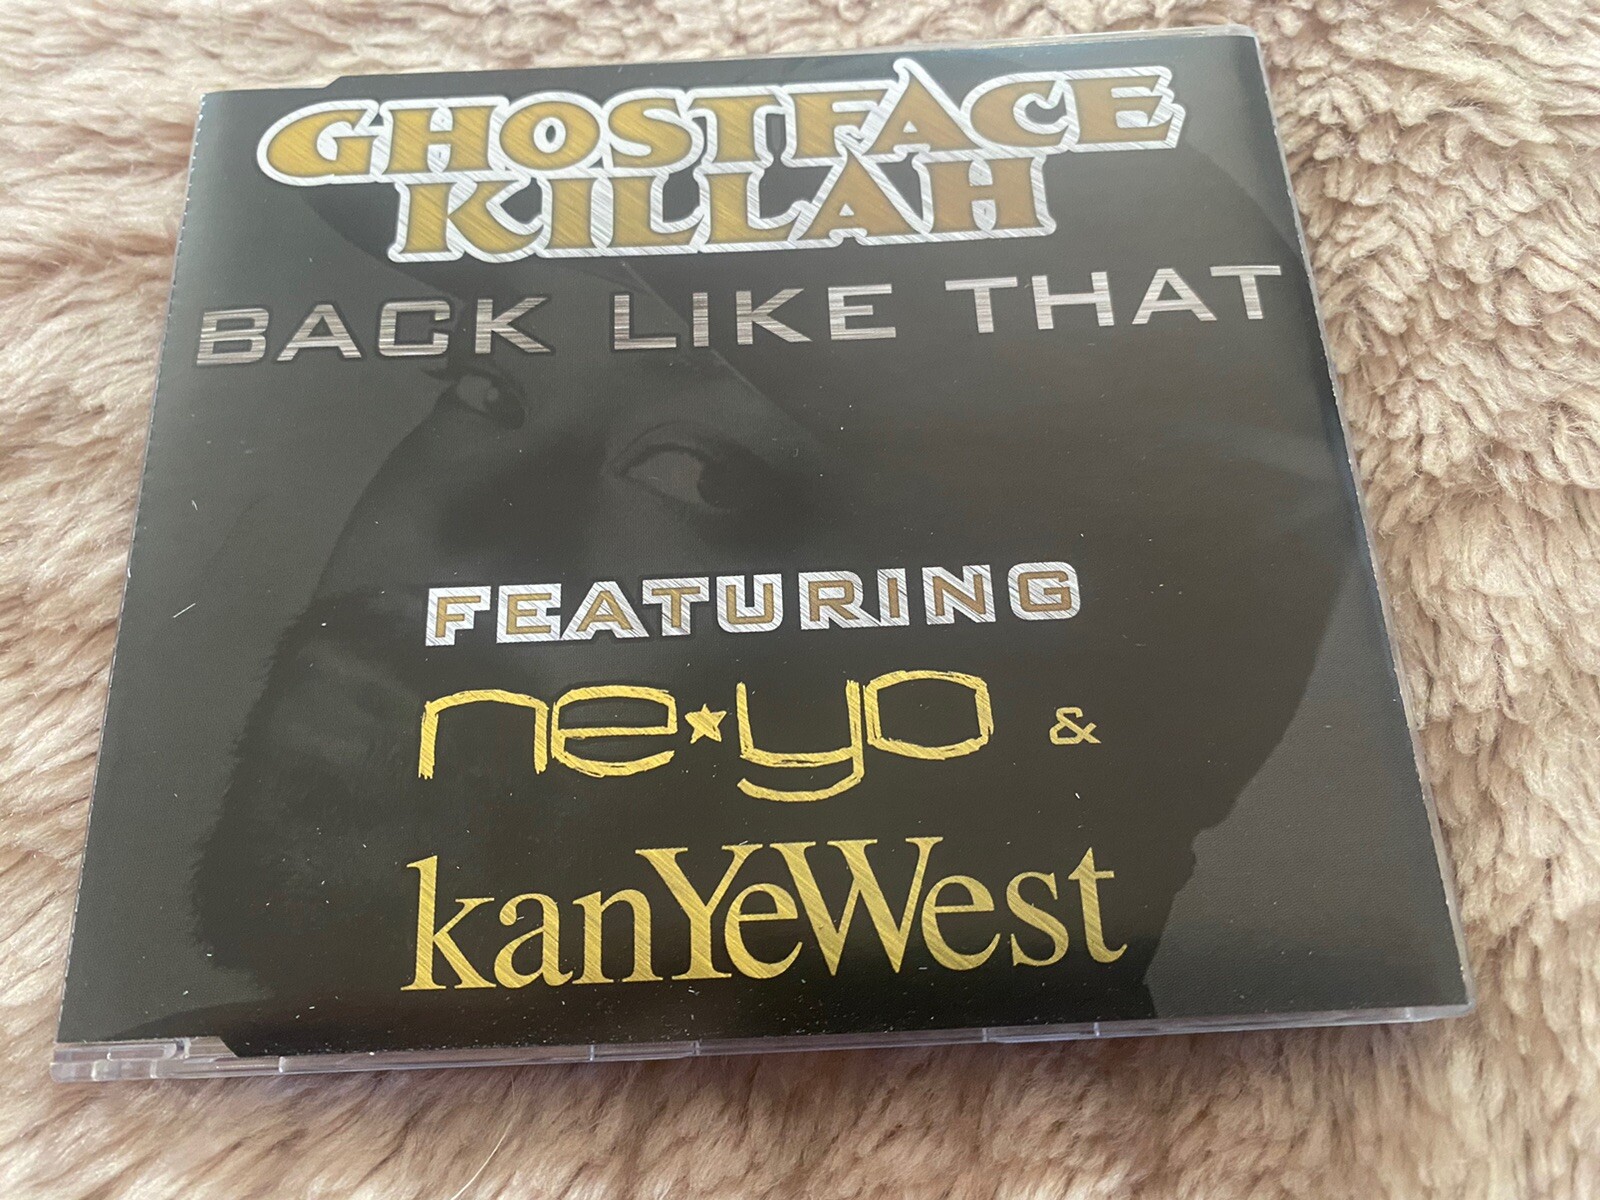 GHOSTFACE
KILLAH
BACK LIKE THAT
FEATURING
ne★yo &
kanYeWest